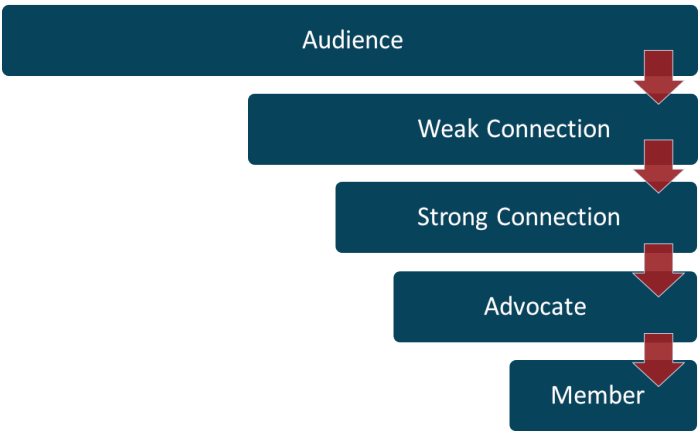 Audience
Weak Connection
Strong Connection
Advocate
Member